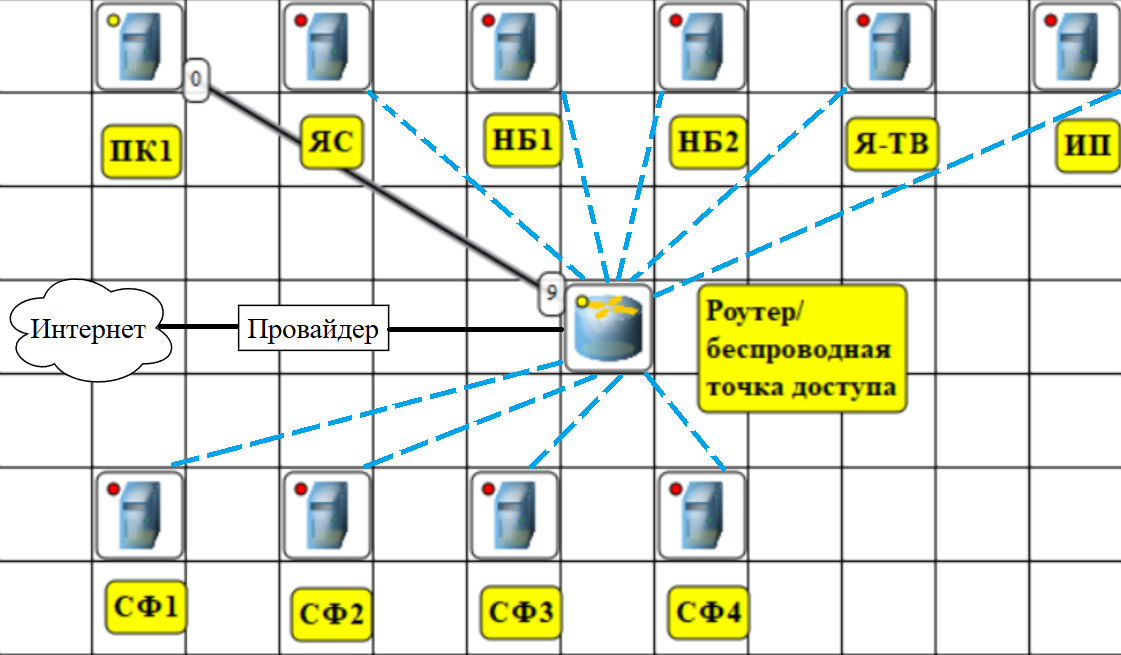 0
ПК1
ЯС
НБ1
НБ2
Я-ТВ
ИП
9
Интернет
Провайдер
Роутер/
беспроводная
точка доступа
СФ1
СФ2
СФ3
СФ4